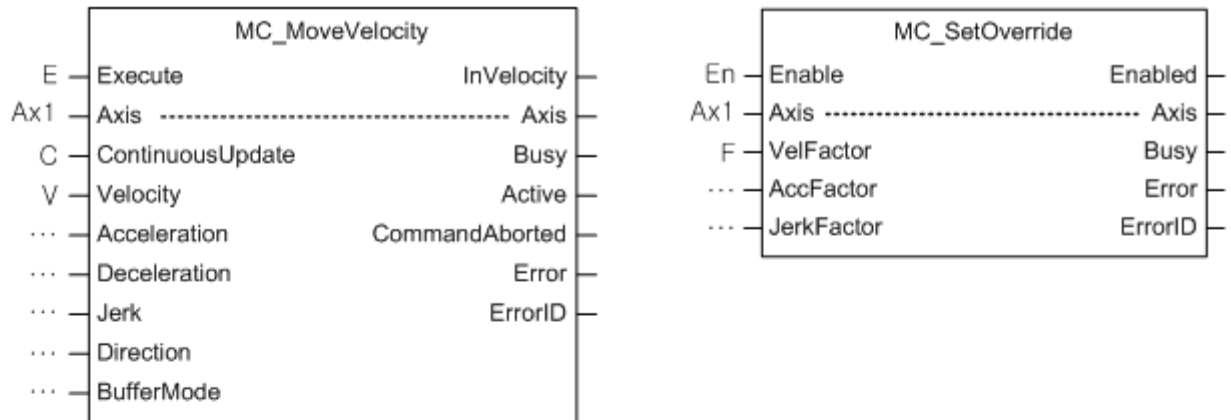 MC_MoveVelocity
E Execute InVelocity
Ax1 Axis Axis
C ContinuousUpdate Busy
V Velocity Active
... Acceleration CommandAborted
... Deceleration Error
... Jerk ErrorID
... Direction
... BufferMode
MC_SetOverride
En Enable Enabled
Ax1 Axis Axis
F VelFactor Busy
... AccFactor Error
... JerkFactor ErrorID